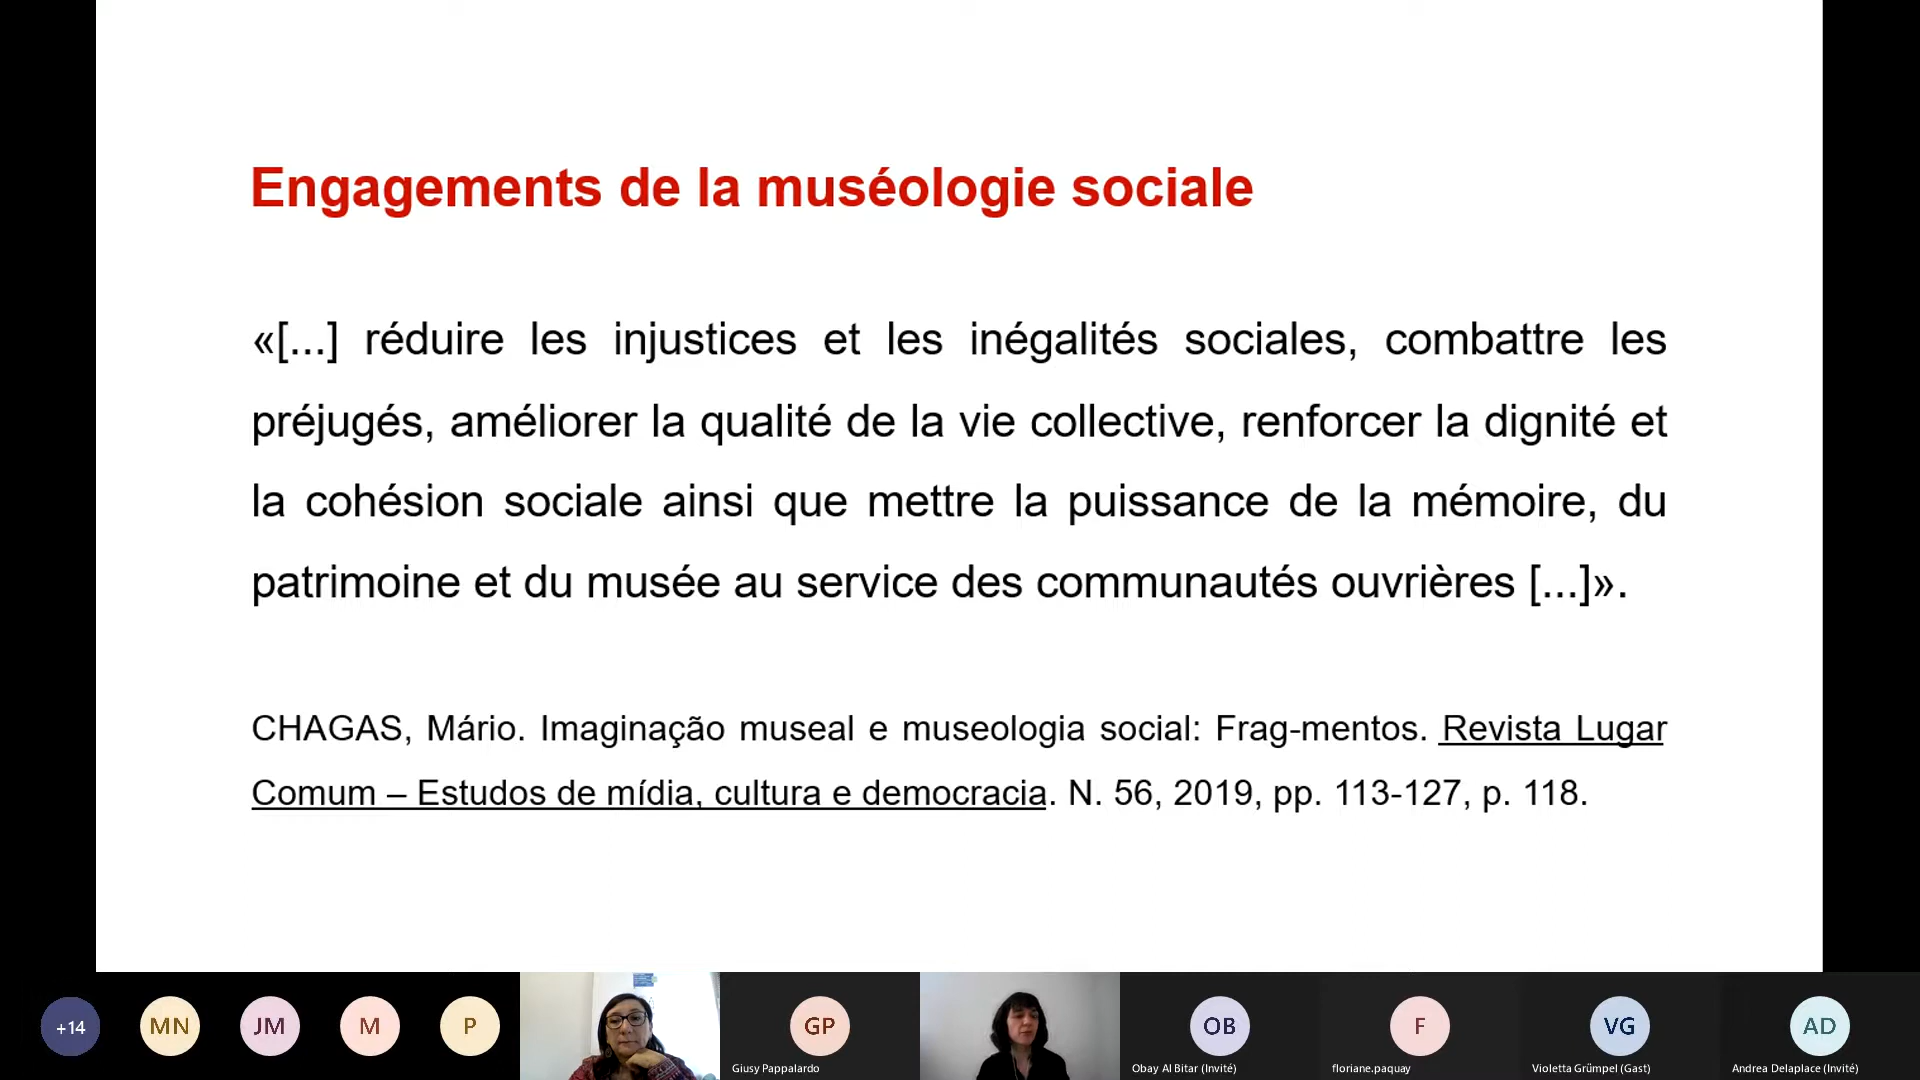 Engagements de la muséologie sociale
«[...] réduire les injustices et les inégalités sociales, combattre les
préjugés, améliorer la qualité de la vie collective, renforcer la dignité et
la cohésion sociale ainsi que mettre la puissance de la mémoire, du
patrimoine et du musée au service des communautés ouvrières [...]».
CHAGAS, Mário. Imaginação museal e museologia social: Frag-mentos. Revista Lugar
Comum – Estudos de mídia, cultura e democracia. N. 56, 2019, pp. 113-127, p. 118.
+14
MN
JM
M
P
GP
Giusy Pappalardo
OB
Obay Al Bitar (Invité)
F
floriane.paquay
VG
Violetta Grümpel (Gast)
AD
Andrea Delaplace (Invité)